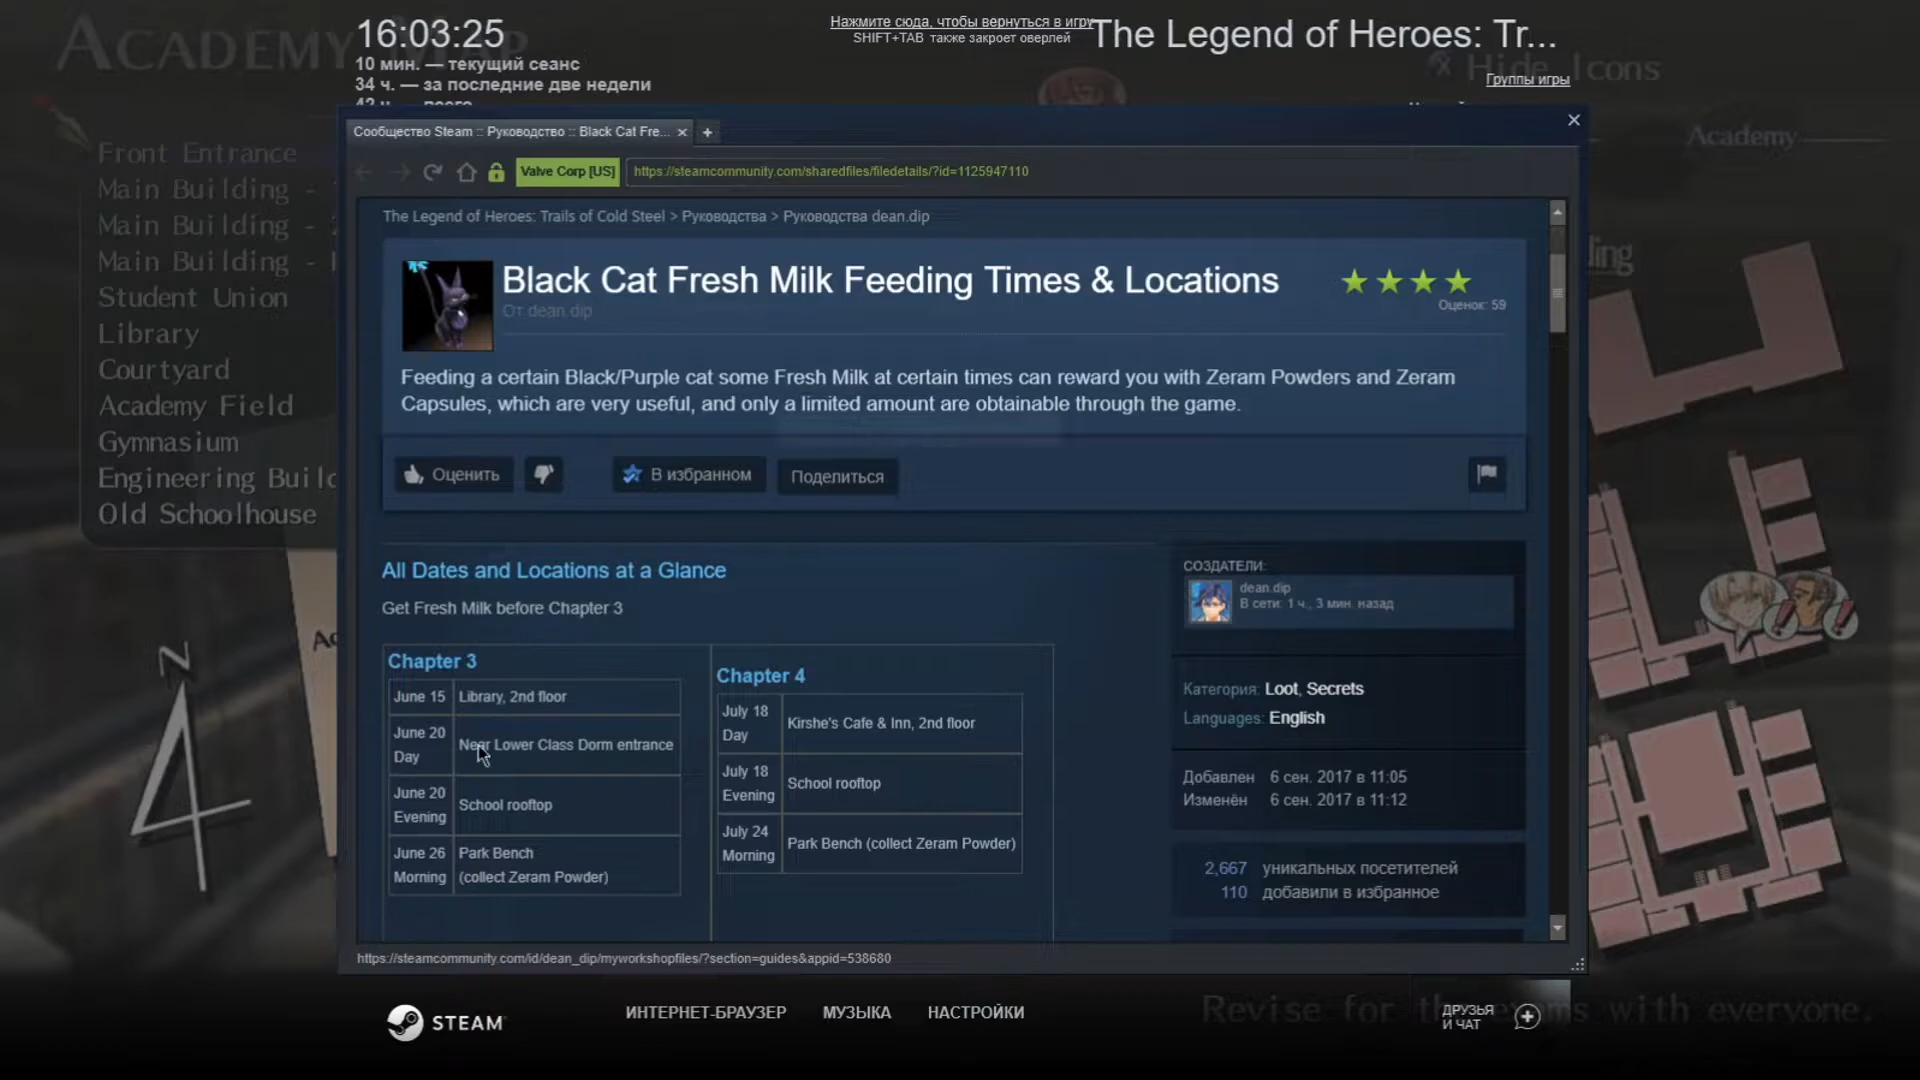 16:03:25
10 мин. — текущий сеанс
34 ч. — за последние две недели
Нажмите сюда, чтобы вернуться в игру
SHIFT+TAB также закроет оверлей
The Legend of Heroes: Tr...
Группы игры
Hide Icons
ACADEMY
Academy
Front Entrance
Main Building -
Main Building -
Main Building -
Student Union
Library
Courtyard
Academy Field
Gymnasium
Engineering Build
Old Schoolhouse
Сообщество Steam :: Руководство :: Black Cat Fre...
Valve Corp [US]
https://steamcommunity.com/sharedfiles/filedetails/?id=1125947110
The Legend of Heroes: Trails of Cold Steel > Руководства > Руководства dean.dip
Black Cat Fresh Milk Feeding Times & Locations
От dean.dip
Оценок: 59
Feeding a certain Black/Purple cat some Fresh Milk at certain times can reward you with Zeram Powders and Zeram
Capsules, which are very useful, and only a limited amount are obtainable through the game.
Оценить
В избранном
Поделиться
All Dates and Locations at a Glance
Get Fresh Milk before Chapter 3
Chapter 3
June 15 Library, 2nd floor
June 20
Day
Near Lower Class Dorm entrance
June 20
Evening
School rooftop
June 26
Morning
Park Bench
(collect Zeram Powder)
Chapter 4
July 18
Day
Kirshe's Cafe & Inn, 2nd floor
July 18
Evening
School rooftop
July 24
Morning
Park Bench (collect Zeram Powder)
СОЗДАТЕЛИ:
dean.dip
В сети: 1 ч., 3 мин. назад
Категория: Loot, Secrets
Languages: English
Добавлен 6 сен. 2017 в 11:05
Изменён 6 сен. 2017 в 11:12
2,667 уникальных посетителей
110 добавили в избранное
https://steamcommunity.com/id/dean_dip/myworkshopfiles/?section=guides&appid=538680
N
STEAM
ИНТЕРНЕТ-БРАУЗЕР
МУЗЫКА
НАСТРОЙКИ
ДРУЗЬЯ
И ЧАТ
Revise for the exams with everyone.